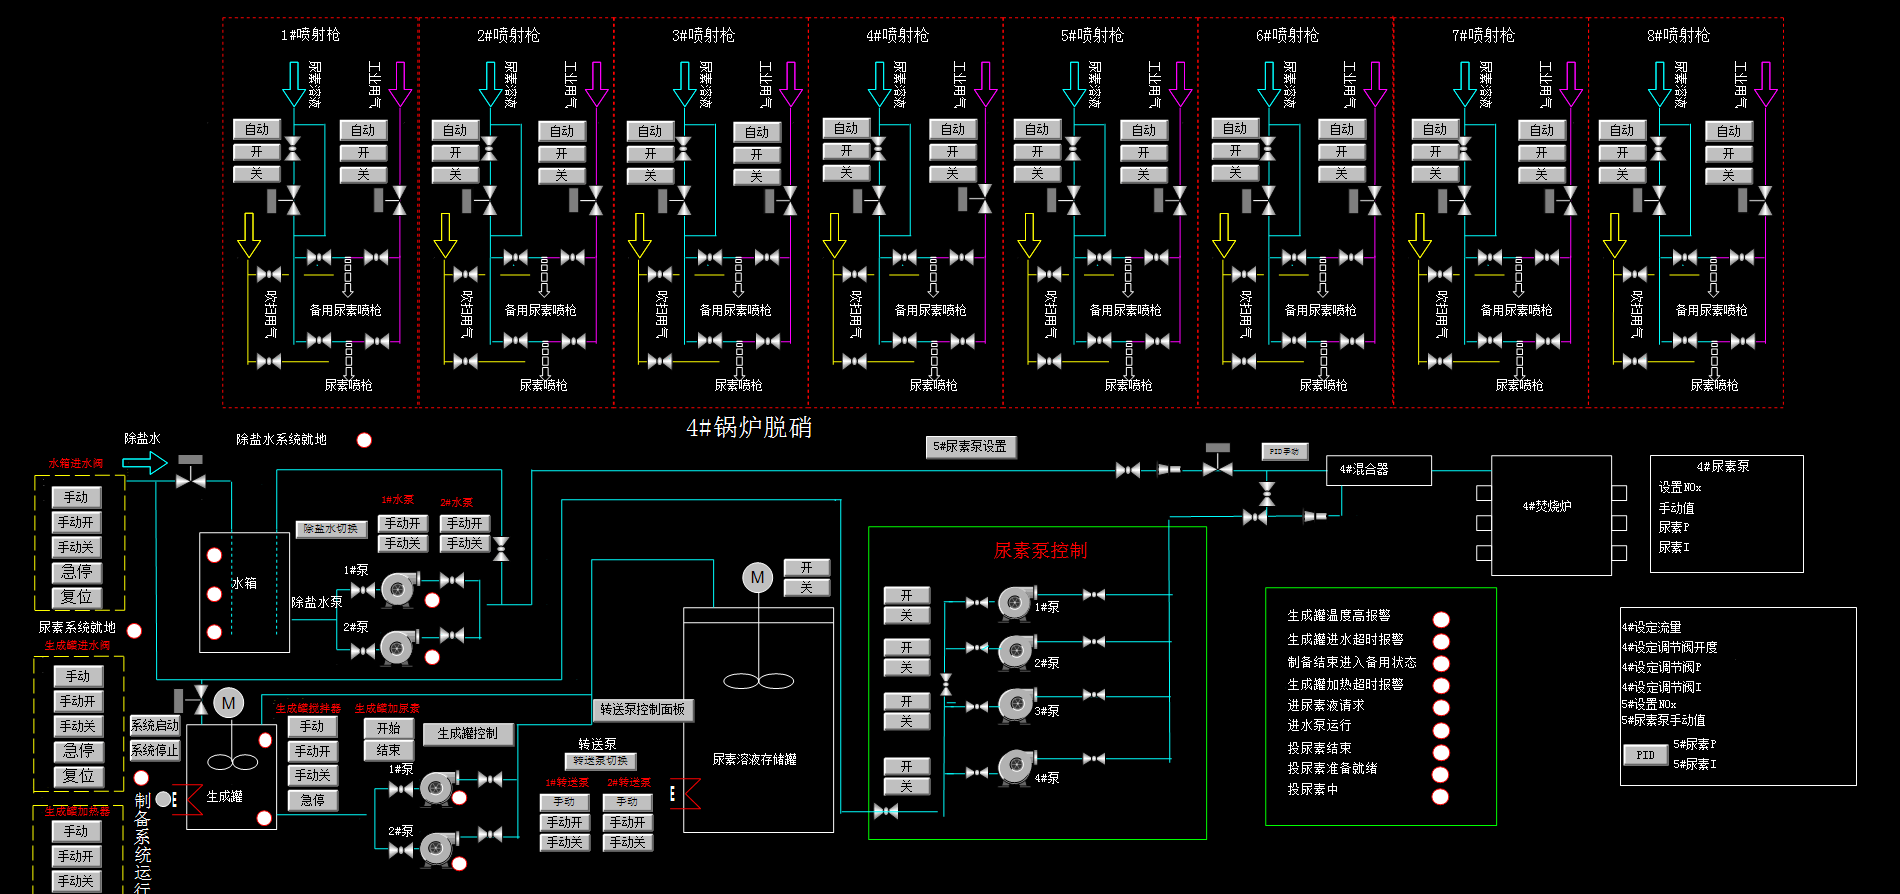 1#喷射枪
2#喷射枪
3#喷射枪
4#喷射枪
5#喷射枪
6#喷射枪
7#喷射枪
8#喷射枪
尿素溶液
工业用气
尿素溶液
工业用气
尿素溶液
工业用气
尿素溶液
工业用气
尿素溶液
工业用气
尿素溶液
工业用气
尿素溶液
工业用气
尿素溶液
工业用气
自动 自动 自动 自动 自动 自动 自动 自动 自动 自动 自动 自动 自动 自动 自动 自动
开 开 开 开 开 开 开 开 开 开 开 开 开 开 开 开
关 关 关 关 关 关 关 关 关 关 关 关 关 关 关 关
吹扫用气
备用尿素喷枪
吹扫用气
备用尿素喷枪
吹扫用气
备用尿素喷枪
吹扫用气
备用尿素喷枪
吹扫用气
备用尿素喷枪
吹扫用气
备用尿素喷枪
吹扫用气
备用尿素喷枪
吹扫用气
备用尿素喷枪
尿素喷枪
尿素喷枪
尿素喷枪
尿素喷枪
尿素喷枪
尿素喷枪
尿素喷枪
尿素喷枪
4#锅炉脱硝
除盐水
除盐水系统就地
5#尿素泵设置
PID手动
水箱进水阀
手动
手动开
手动关
急停
复位
尿素系统就地
水箱
除盐水切换
1#水泵
手动开
手动关
2#水泵
手动开
手动关
1#泵
除盐水泵
2#泵
M
开
关
4#混合器
4#焚烧炉
4#尿素泵
设置NOx
手动值
尿素P
尿素I
尿素泵控制
开
关
1#泵
开
关
2#泵
开
关
3#泵
开
关
4#泵
生成罐温度高报警
生成罐进水超时报警
制备结束进入备用状态
生成罐加热超时报警
进尿素液请求
进水泵运行
投尿素结束
投尿素准备就绪
投尿素中
4#设定流量
4#设定调节阀开度
4#设定调节阀P
4#设定调节阀I
5#设置NOx
5#尿素泵手动值
PID
5#尿素P
5#尿素I
生成罐进水阀
手动
手动开
手动关
急停
复位
系统启动
系统停止
M
生成罐
E
制备系统运行
生成罐搅拌器
手动
手动开
手动关
急停
生成罐加尿素
开始
结束
生成罐控制
1#泵
2#泵
转送泵控制面板
转送泵
转送泵切换
1#转送泵
手动
手动开
手动关
2#转送泵
手动
手动开
手动关
尿素溶液存储罐
E
生成罐加热器
手动
手动开
手动关